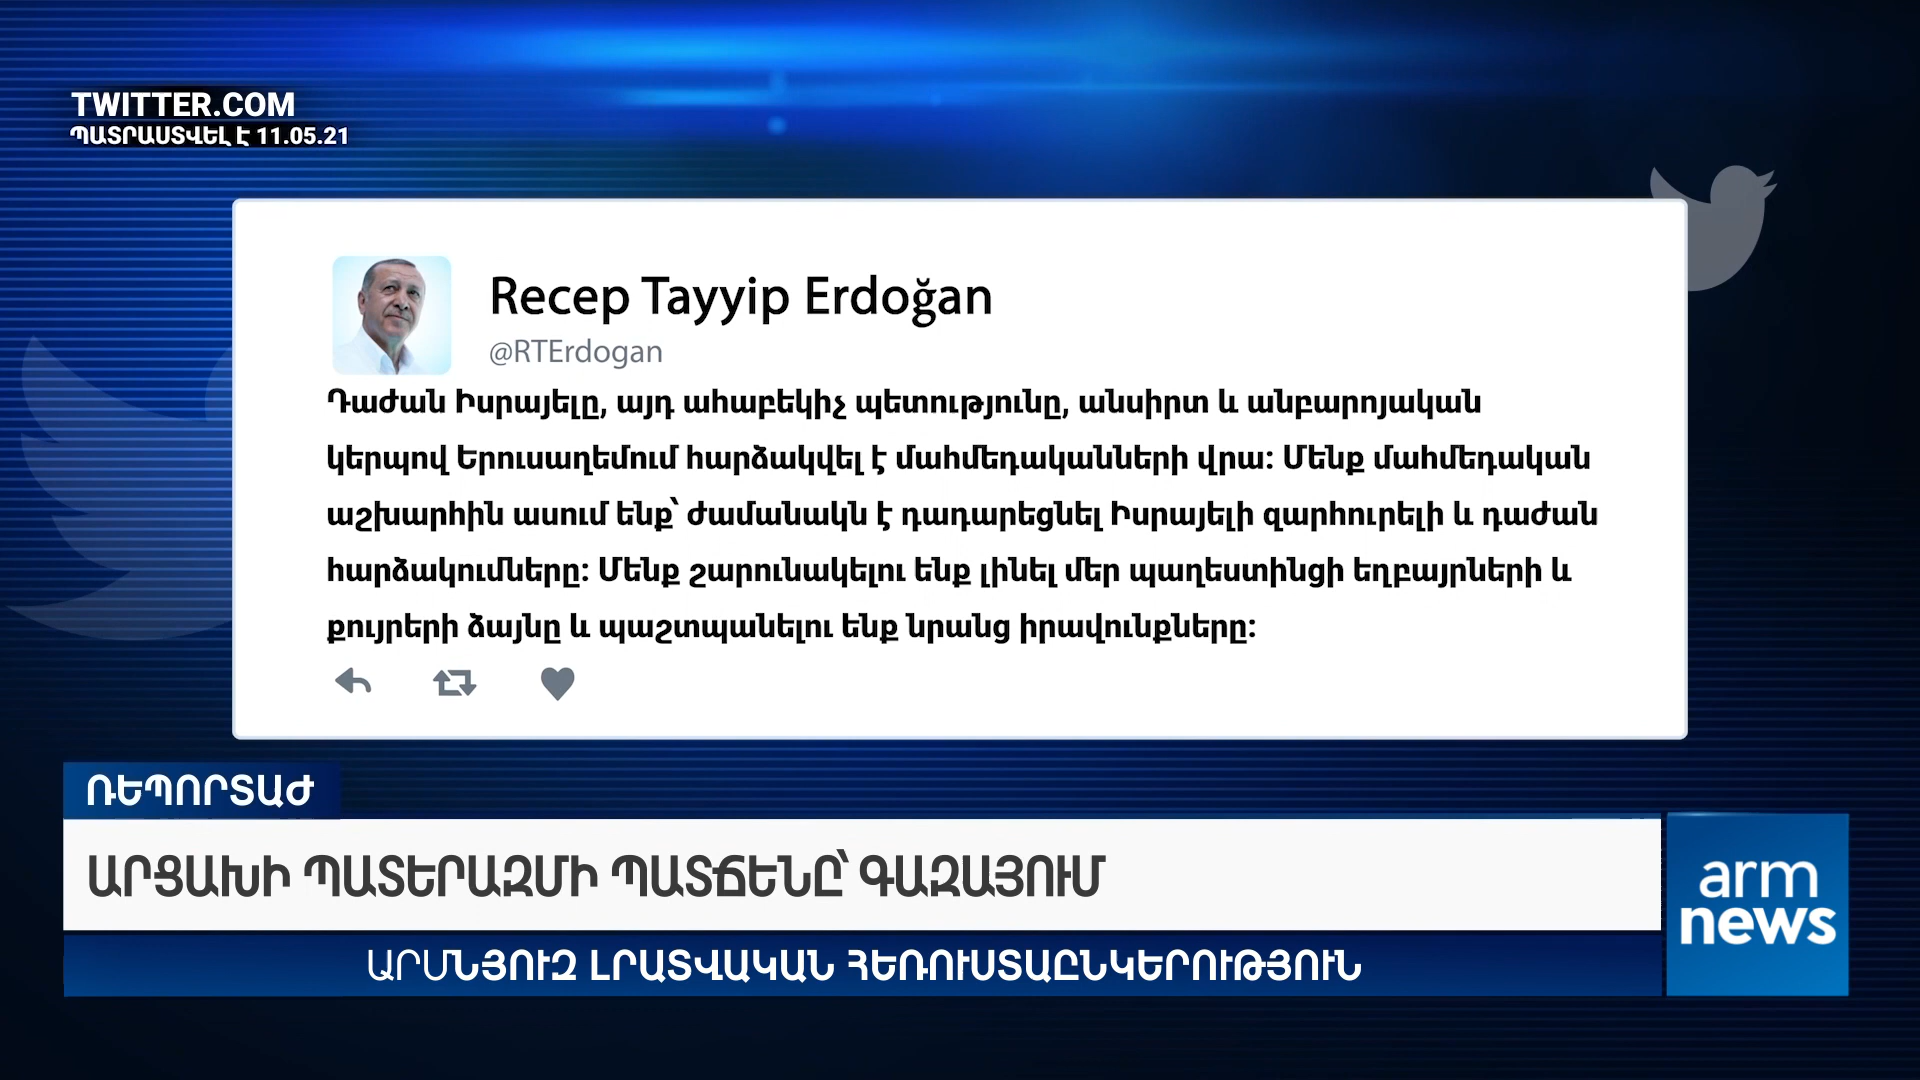 TWITTER.COM
ՊԱՏՐԱՍՏՎԵԼ Է 11.05.21
Recep Tayyip Erdoğan
@RTErdogan
Դաժան Իսրայելը, այդ ահաբեկիչ պետությունը, անսիրտ և անբարոյական
կերպով Երուսաղեմում հարձակվել է մահմեդականների վրա: Մենք մահմեդական
աշխարհին ասում ենք՝ ժամանակն է դադարեցնել Իսրայելի զարհուրելի և դաժան
հարձակումները: Մենք շարունակելու ենք լինել մեր պաղեստինցի եղբայրների և
քույրերի ձայնը և պաշտպանելու ենք նրանց իրավունքները:
ՌԵՊՈՐՏԱԺ
ԱՐՑԱԽԻ ՊԱՏԵՐԱԶՄԻ ՊԱՏՃԵՆԸ՝ ԳԱԶԱՅՈՒՄ
arm
news
ԱՐՄՆՅՈՒԶ ԼՐԱՏՎԱԿԱՆ ՀԵՌՈՒՍՏԱԸՆԿԵՐՈՒԹՅՈՒՆ